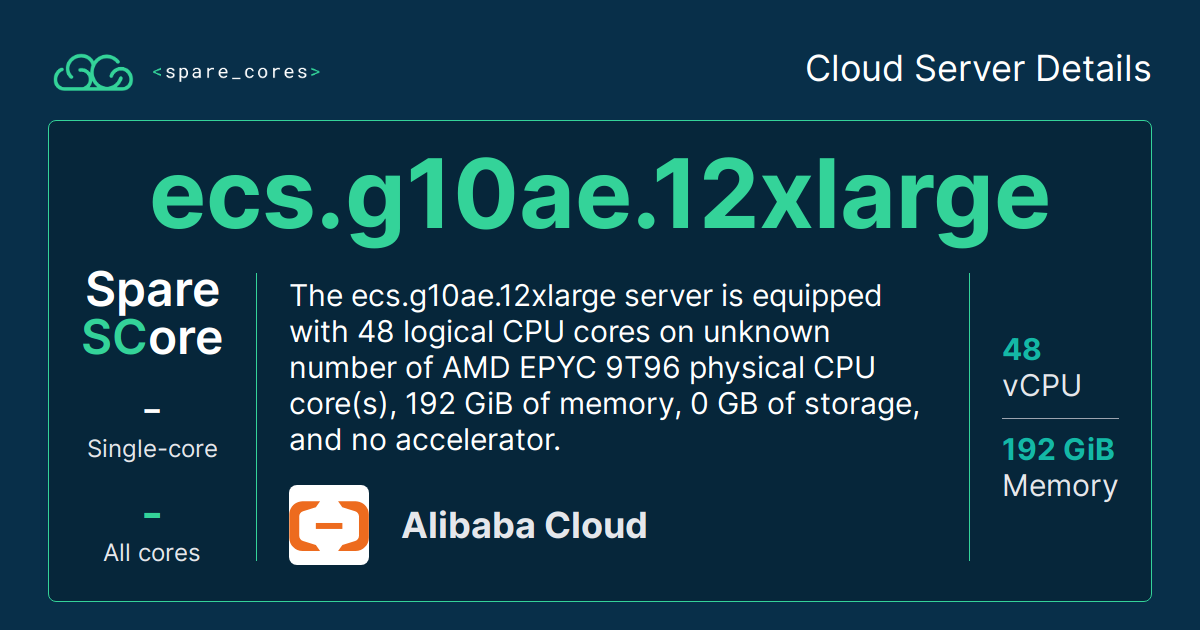 <spare_cores>
Cloud Server Details
ecs.g10ae.12xlarge
Spare
SCore
-
Single-core
-
All cores
The ecs.g10ae.12xlarge server is equipped
with 48 logical CPU cores on unknown
number of AMD EPYC 9T96 physical CPU
core(s), 192 GiB of memory, 0 GB of storage,
and no accelerator.
Alibaba Cloud
48
vCPU
192 GiB
Memory